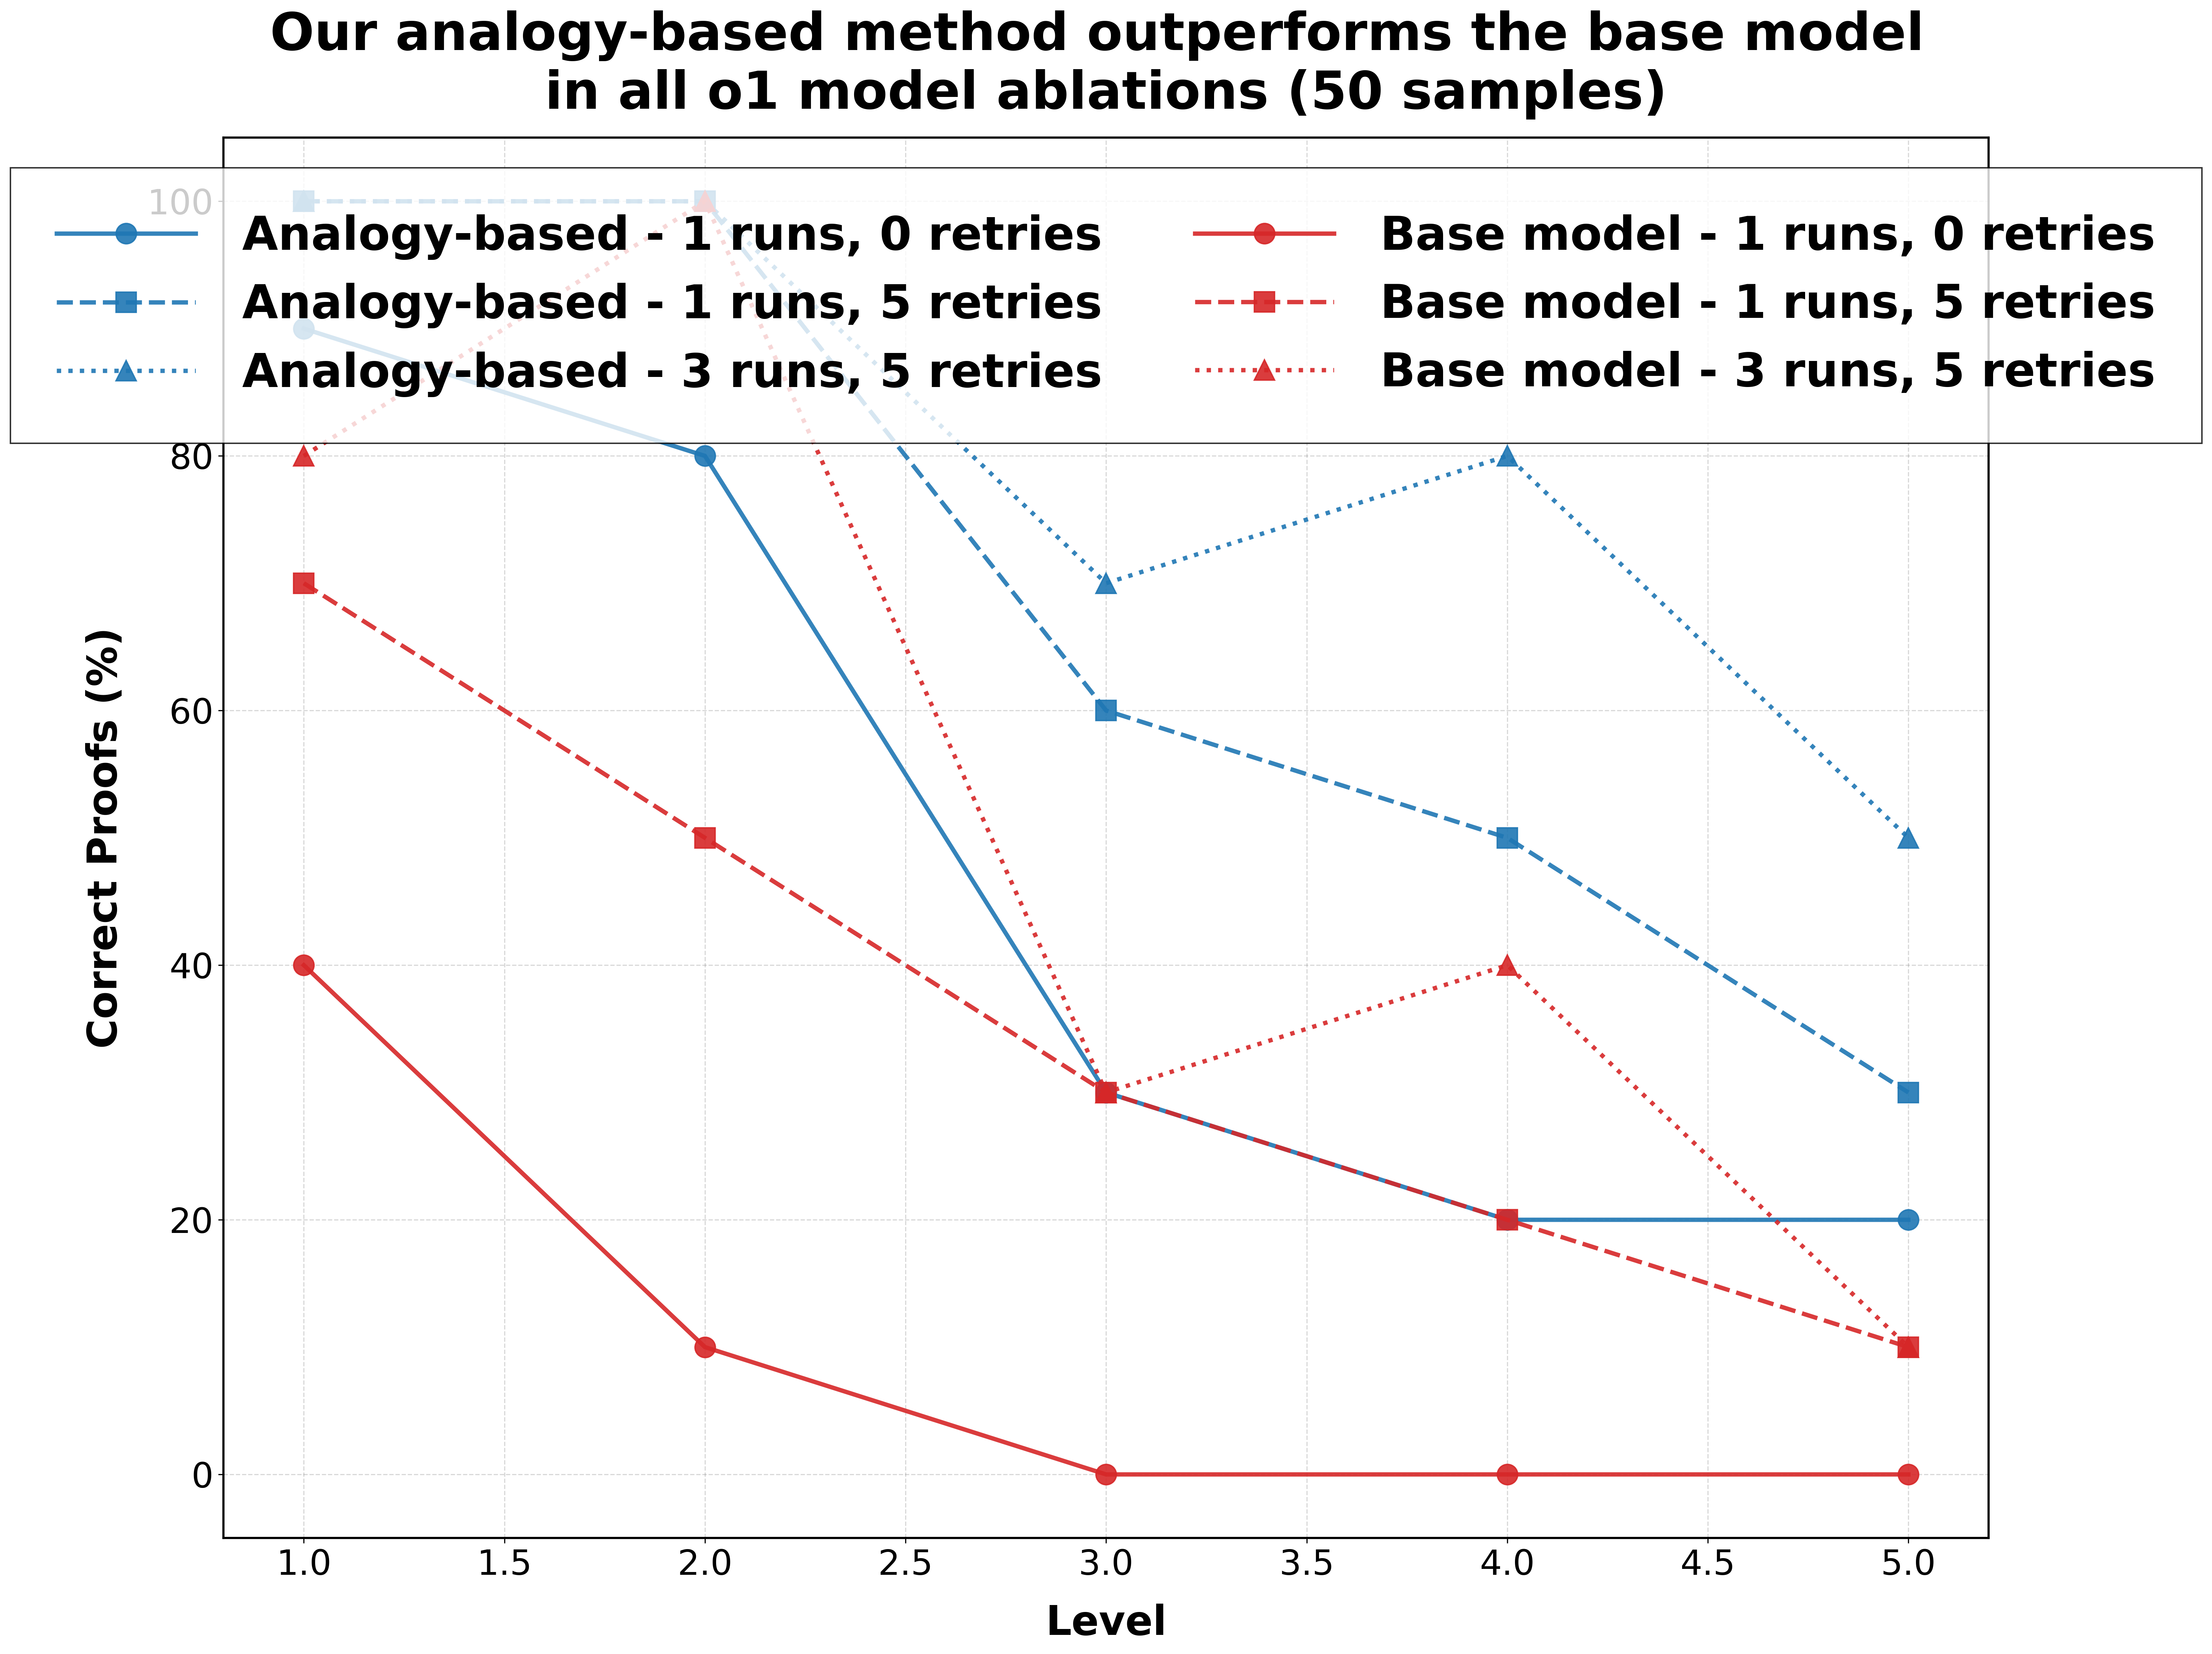 Our analogy-based method outperforms the base model
in all o1 model ablations (50 samples)
Analogy-based - 1 runs, 0 retries
Analogy-based - 1 runs, 5 retries
Analogy-based - 3 runs, 5 retries
Base model - 1 runs, 0 retries
Base model - 1 runs, 5 retries
Base model - 3 runs, 5 retries
Correct Proofs (%)
100
80
60
40
20
0
1.0 1.5 2.0 2.5 3.0 3.5 4.0 4.5 5.0
Level